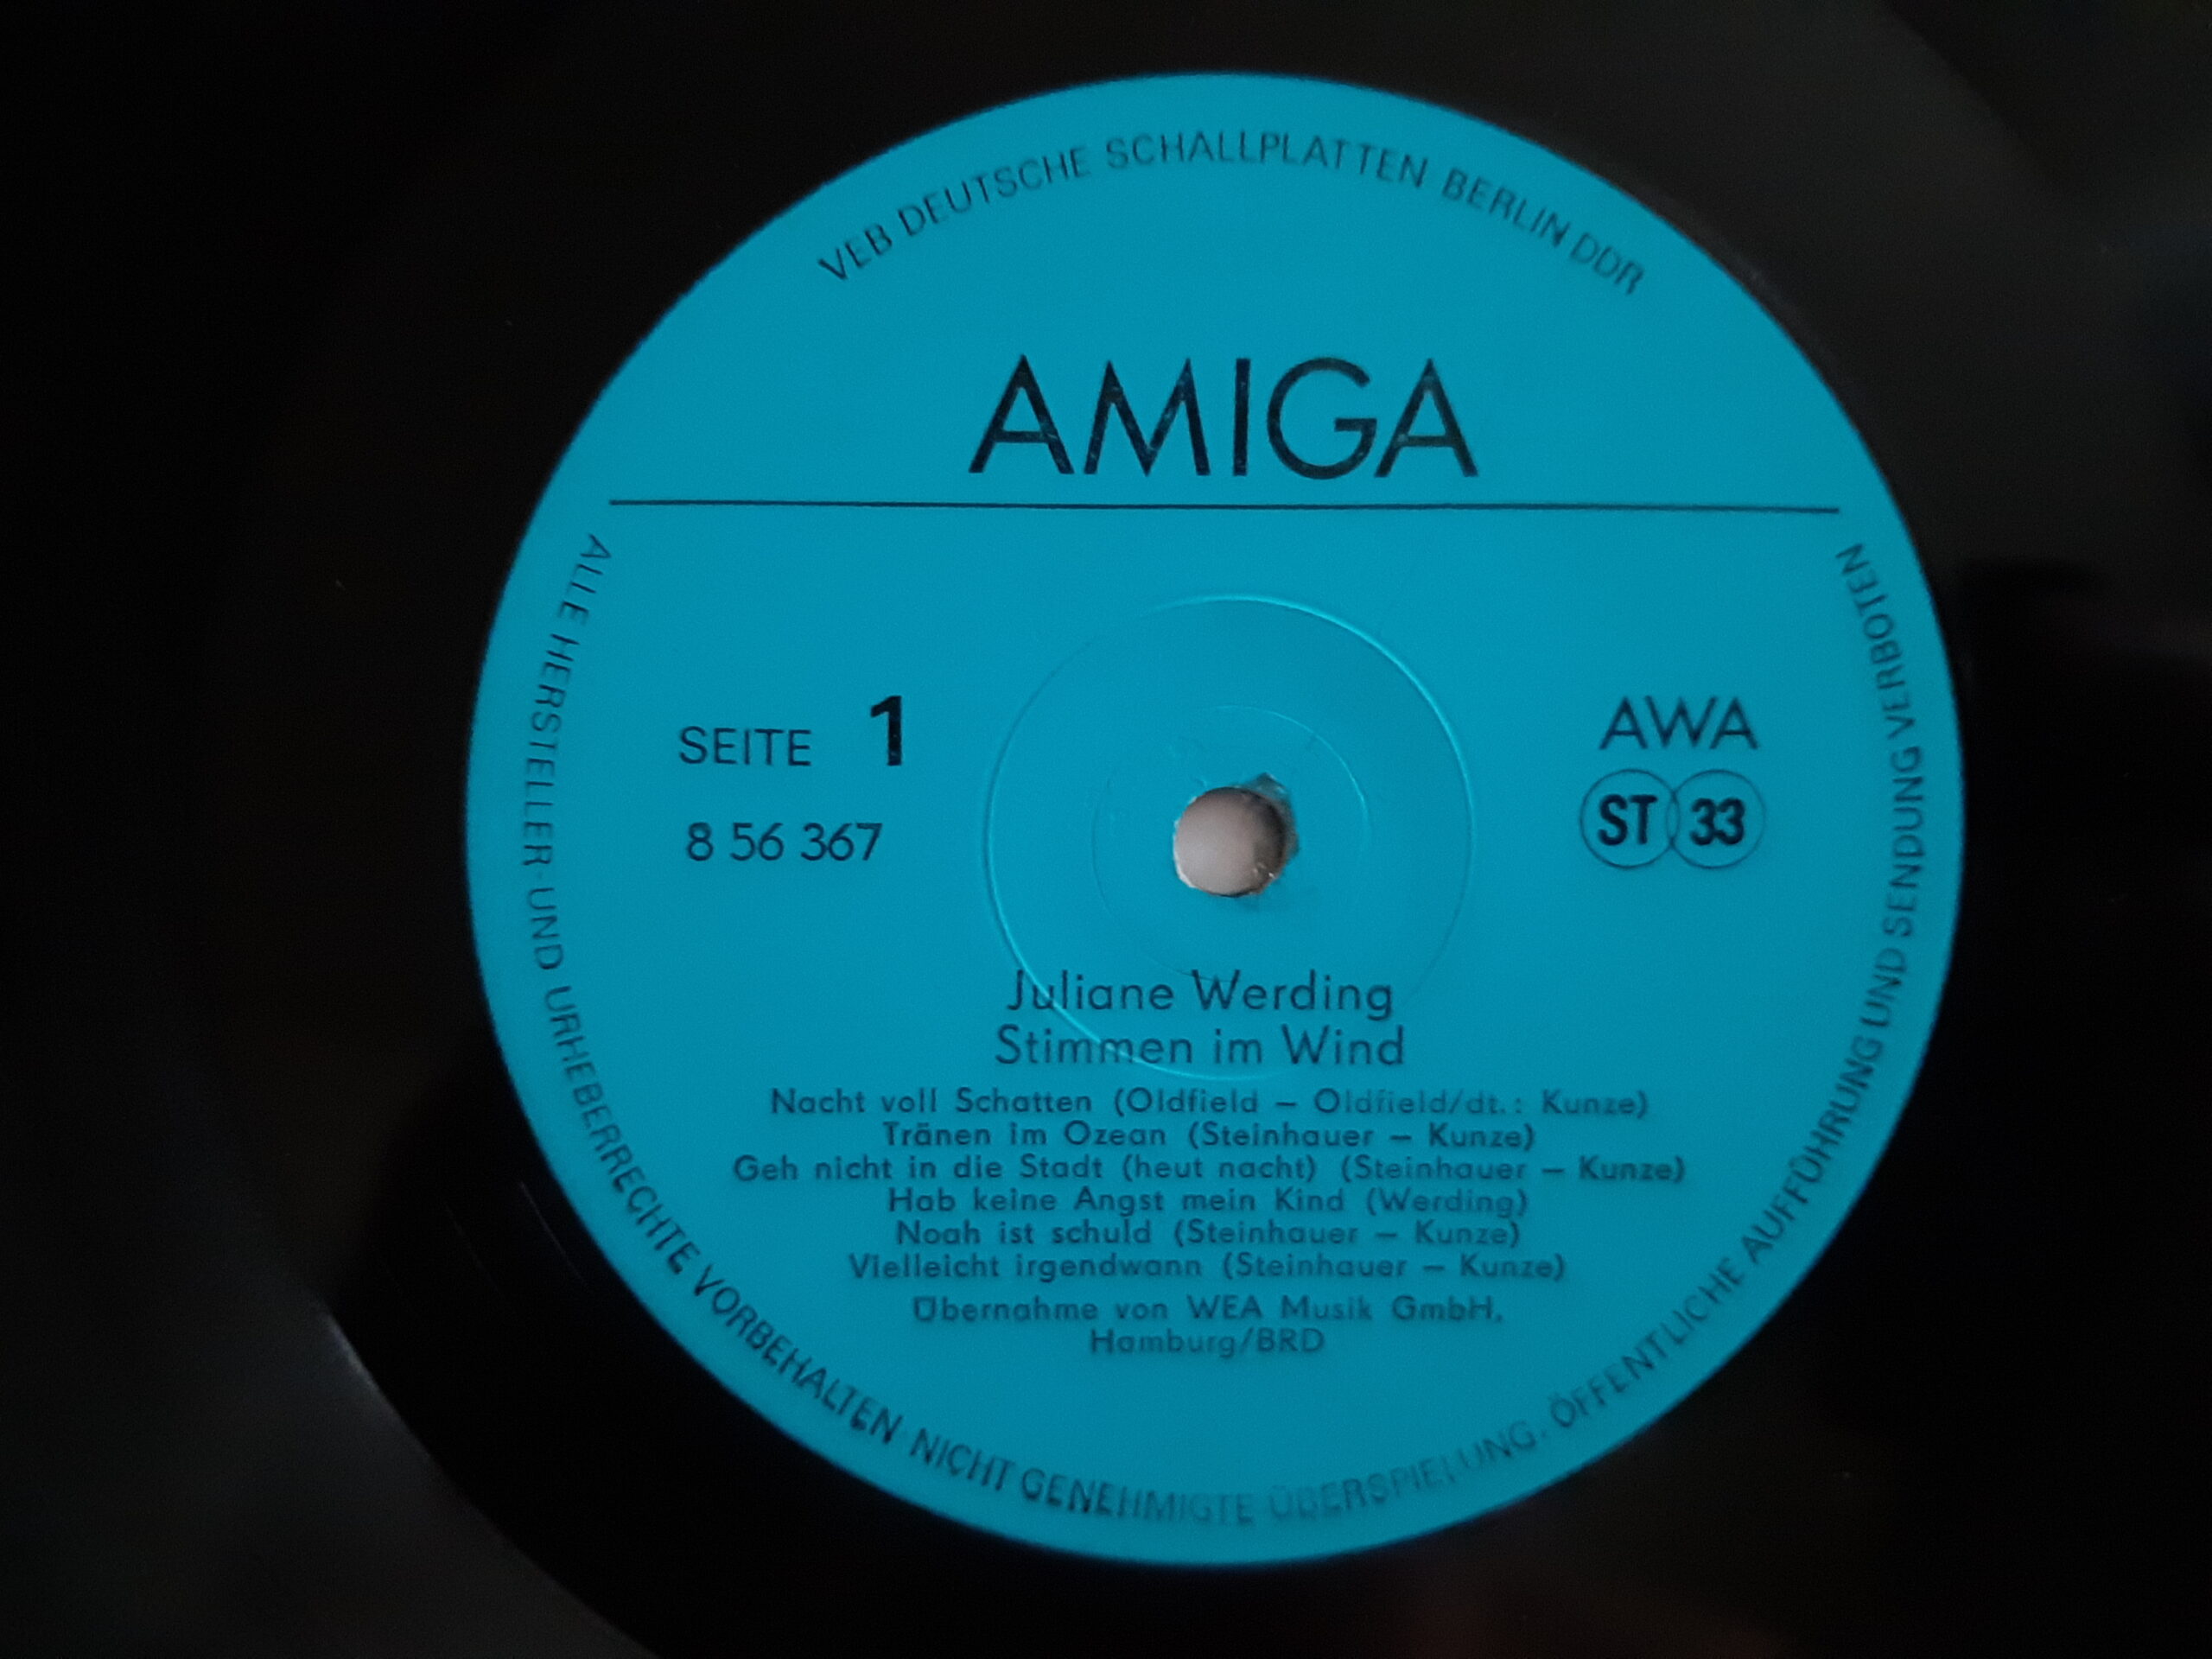 VEB DEUTSCHE SCHALLPLATTEN BERLIN DDR
AMIGA
SEITE 1
8 56 367
AWA
ST 33
Juliane Werding
Stimmen im Wind
Nacht voll Schatten (Oldfield – Oldfield/dt.: Kunze)
Tränen im Ozean (Steinhauer – Kunze)
Geh nicht in die Stadt (heut nacht) (Steinhauer – Kunze)
Hab keine Angst mein Kind (Werding)
Noah ist schuld (Steinhauer – Kunze)
Vielleicht irgendwann (Steinhauer – Kunze)
Übernahme von WEA Musik GmbH,
Hamburg/BRD
ALLE HERSTELLER- UND URHEBERRECHTE VORBEHALTEN NICHT GENEHMIGTE ÜBERSPIELUNG, ÖFFENTLICHE AUFFÜHRUNG UND SENDUNG VERBOTEN